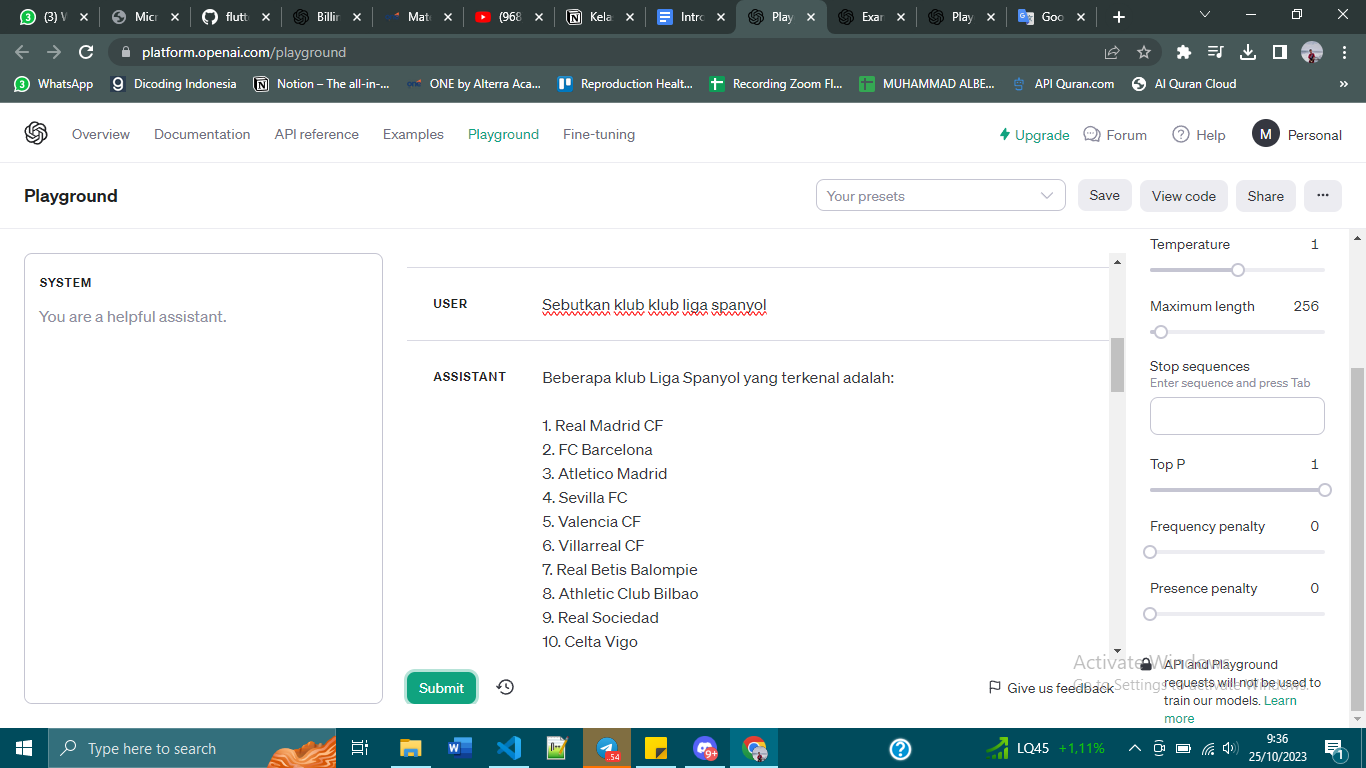 (3) W
Micr
flutt
Billin
Mate
(968
Kela
Intro
Play
Exar
Play
Goo
platform.openai.com/playground
WhatsApp
Dicoding Indonesia
Notion – The all-in-...
ONE by Alterra Aca...
Reproduction Healt...
Recording Zoom Fl...
MUHAMMAD ALBE...
API Quran.com
Al Quran Cloud
»
Overview
Documentation
API reference
Examples
Playground
Fine-tuning
Upgrade
Forum
Help
M
Personal
Playground
Your presets
Save
View code
Share
...
SYSTEM
You are a helpful assistant.
USER
Sebutkan klub klub liga spanyol
ASSISTANT
Beberapa klub Liga Spanyol yang terkenal adalah:
1. Real Madrid CF
2. FC Barcelona
3. Atletico Madrid
4. Sevilla FC
5. Valencia CF
6. Villarreal CF
7. Real Betis Balompie
8. Athletic Club Bilbao
9. Real Sociedad
10. Celta Vigo
Submit
Give us feedback
Temperature 1
Maximum length 256
Stop sequences
Enter sequence and press Tab
Top P 1
Frequency penalty 0
Presence penalty 0
API and Playground
requests will not be used to
train our models. Learn
more
Activate Windows
Go to Settings to activate Windows.
Type here to search
54
9+
LQ45 +1,11%
9:36
25/10/2023
1